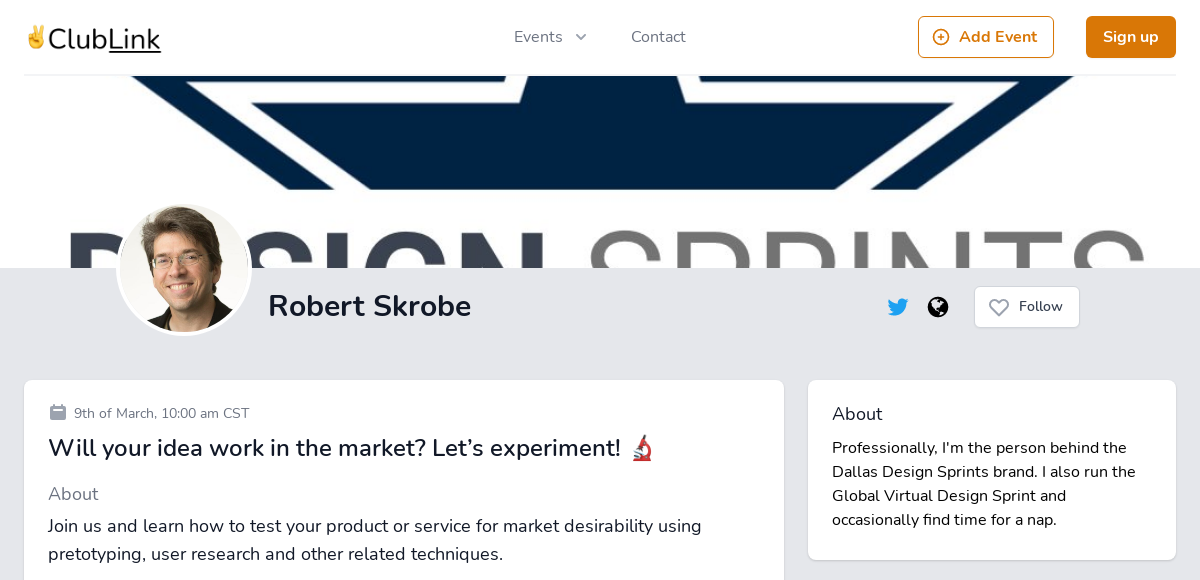 ✌️ClubLink
Events
Contact
Add Event
Sign up
DESIGN SPRINTS
Robert Skrobe
Follow
9th of March, 10:00 am CST
Will your idea work in the market? Let’s experiment! 🔬
About
Join us and learn how to test your product or service for market desirability using
pretotyping, user research and other related techniques.
About
Professionally, I'm the person behind the
Dallas Design Sprints brand. I also run the
Global Virtual Design Sprint and
occasionally find time for a nap.